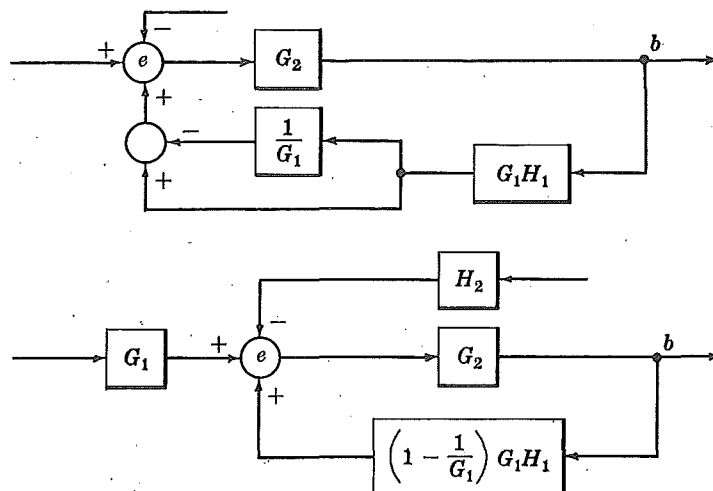 −
+ e G₂ b
+
− 1/G₁ G₁H₁
+
H₂
−
G₁ + e G₂ b
+
(1 − 1/G₁) G₁H₁